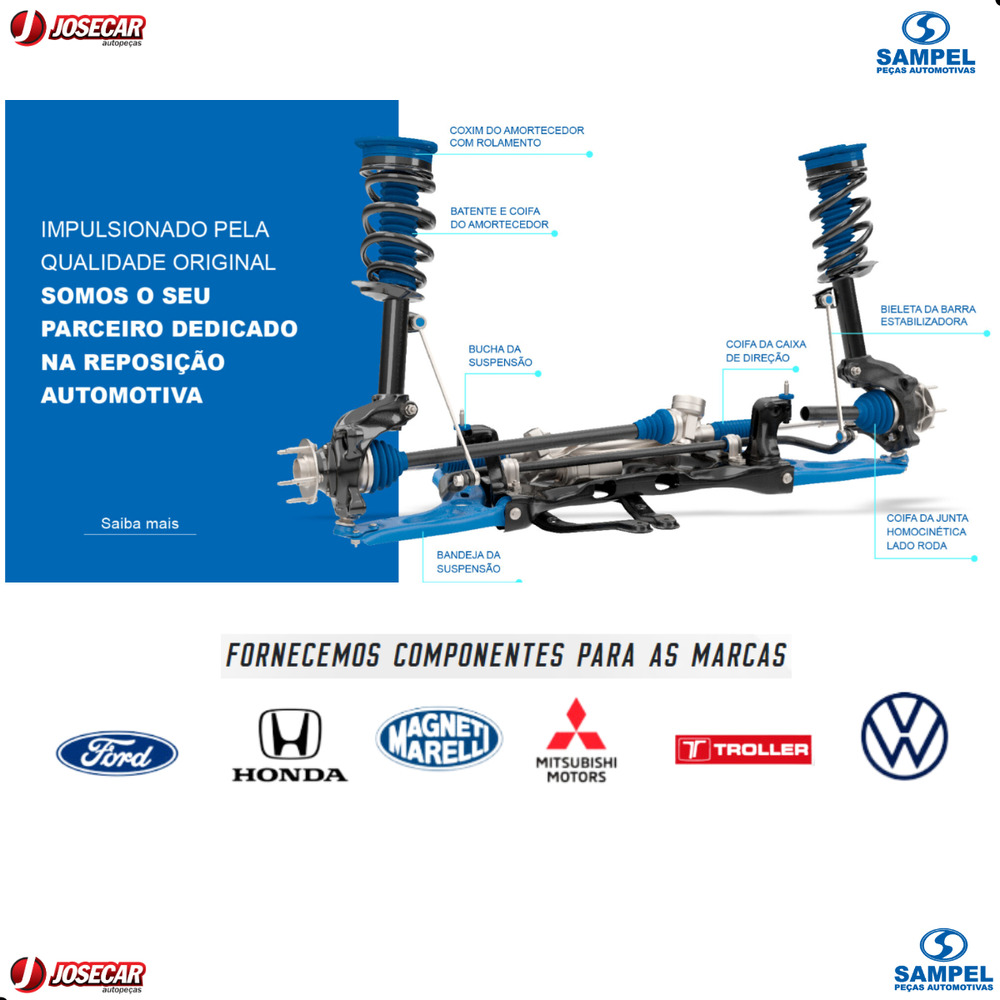 JOSECAR
autopeças
SAMPEL
PEÇAS AUTOMOTIVAS
IMPULSIONADO PELA
QUALIDADE ORIGINAL
SOMOS O SEU
PARCEIRO DEDICADO
NA REPOSIÇÃO
AUTOMOTIVA
Saiba mais
COXIM DO AMORTECEDOR
COM ROLAMENTO
BATENTE E COIFA
DO AMORTECEDOR
BUCHA DA
SUSPENSÃO
COIFA DA CAIXA
DE DIREÇÃO
BIELETA DA BARRA
ESTABILIZADORA
BANDEJA DA
SUSPENSÃO
COIFA DA JUNTA
HOMOCINÉTICA
LADO RODA
FORNECEMOS COMPONENTES PARA AS MARCAS
Ford
HONDA
MAGNETI
MARELLI
MITSUBISHI
MOTORS
TROLLER
VW
JOSECAR
autopeças
SAMPEL
PEÇAS AUTOMOTIVAS